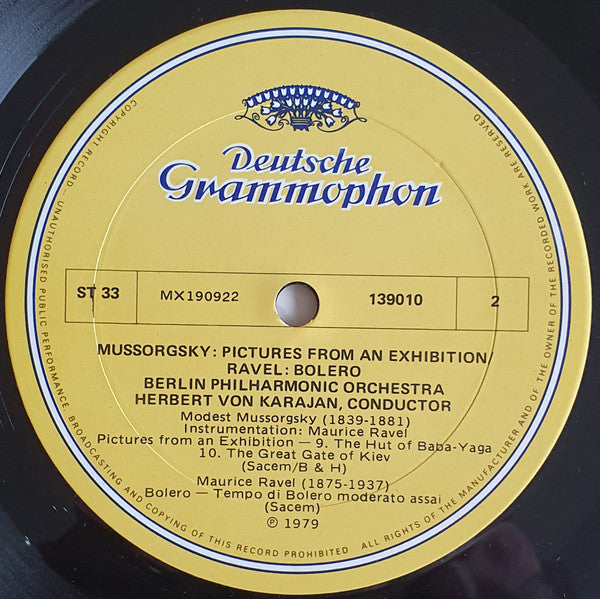 Deutsche
Grammophon
ST 33 MX190922 139010 2
MUSSORGSKY: PICTURES FROM AN EXHIBITION/
RAVEL: BOLERO
BERLIN PHILHARMONIC ORCHESTRA
HERBERT VON KARAJAN, CONDUCTOR
Modest Mussorgsky (1839-1881)
Instrumentation: Maurice Ravel
Pictures from an Exhibition — 9. The Hut of Baba-Yaga
10. The Great Gate of Kiev
(Sacem/B & H)
Maurice Ravel (1875-1937)
Bolero — Tempo di Bolero moderato assai
(Sacem)
℗ 1979
COPYRIGHT RECORD — UNAUTHORISED PUBLIC PERFORMANCE, BROADCASTING AND COPYING OF THIS RECORD PROHIBITED. ALL RIGHTS OF THE MANUFACTURER AND OF THE OWNER OF THE RECORDED WORK ARE RESERVED